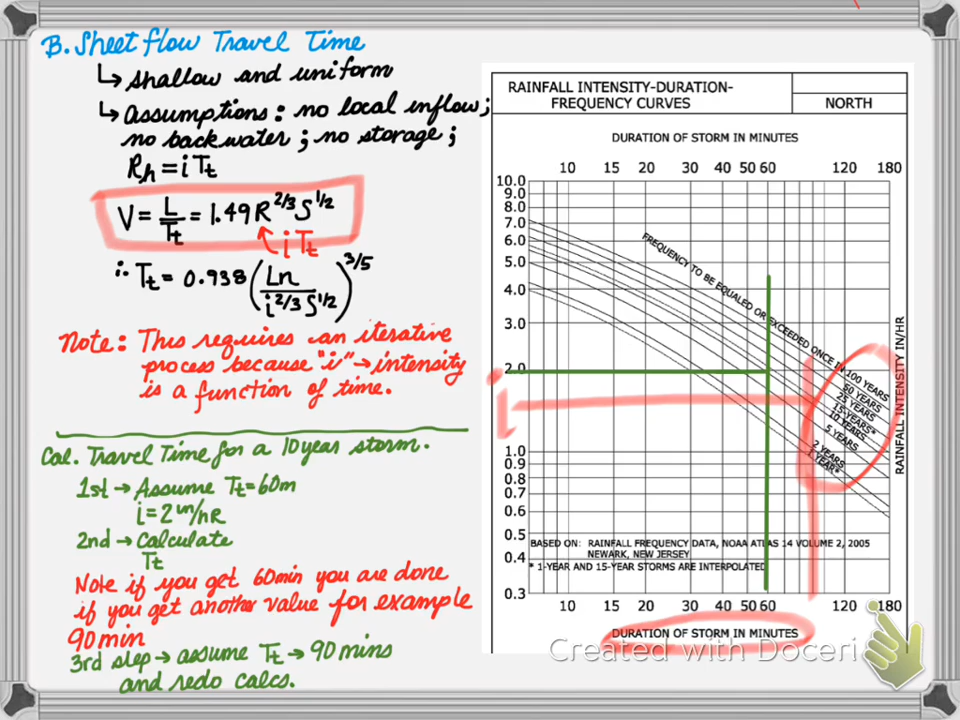 B. Sheet flow Travel Time
↳ shallow and uniform
↳ Assumptions: no local inflow;
no backwater; no storage;
Rh = i Tt
V = L/Tt = 1.49 R^2/3 S^1/2
i Tt
∴ Tt = 0.938 (Ln / i^2/3 S^1/2)^3/5
Note: This requires an iterative
process because "i" → intensity
is a function of time.
Cal. Travel Time for a 10 year storm.
1st → Assume Tt = 60m
i = 2 in/hR
2nd → Calculate
Tt
Note if you get 60min you are done
if you get another value for example
90min
3rd step → assume Tt → 90 mins
and redo calcs.
RAINFALL INTENSITY-DURATION-
FREQUENCY CURVES
NORTH
DURATION OF STORM IN MINUTES
10 15 20 30 40 50 60 120 180
10.0
9.0
8.0
7.0
6.0
5.0
4.0
3.0
2.0
i
1.0
0.9
0.8
0.7
0.6
0.5
0.4
0.3
FREQUENCY TO BE EQUALED OR EXCEEDED ONCE IN 100 YEARS
50 YEARS
25 YEARS
15-YEARS*
10 YEARS
5 YEARS
2 YEARS
1 YEAR*
RAINFALL INTENSITY IN/HR
BASED ON: RAINFALL FREQUENCY DATA, NOAA ATLAS 14 VOLUME 2, 2005
NEWARK, NEW JERSEY
* 1-YEAR AND 15-YEAR STORMS ARE INTERPOLATED
10 15 20 30 40 50 60 120 180
DURATION OF STORM IN MINUTES
Created with Doceri